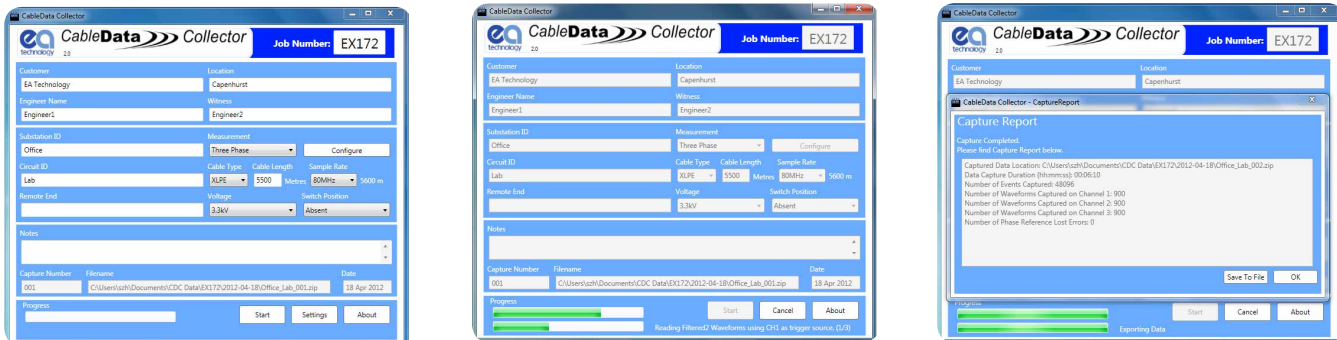 CableData Collector
ea technology
CableData Collector
2.0
Job Number: EX172
Customer Location
EA Technology Capenhurst
Engineer Name Witness
Engineer1 Engineer2
Substation ID Measurement
Office Three Phase Configure
Circuit ID Cable Type Cable Length Sample Rate
Lab XLPE 5500 Metres 80MHz 5600 m
Remote End Voltage Switch Position
3.3kV Absent
Notes
Capture Number Filename Date
001 C:\Users\szh\Documents\CDC Data\EX172\2012-04-18\Office_Lab_001.zip 18 Apr 2012
Progress
Start Settings About
CableData Collector
ea technology
CableData Collector
2.0
Job Number: EX172
Customer Location
EA Technology Capenhurst
Engineer Name Witness
Engineer1 Engineer2
Substation ID Measurement
Office Three Phase Configure
Circuit ID Cable Type Cable Length Sample Rate
Lab XLPE 5500 Metres 80MHz 5600 m
Remote End Voltage Switch Position
3.3kV Absent
Notes
Capture Number Filename Date
001 C:\Users\szh\Documents\CDC Data\EX172\2012-04-18\Office_Lab_001.zip 18 Apr 2012
Progress
Start Cancel About
Reading Filtered2 Waveforms using CH1 as trigger source. (1/3)
CableData Collector
ea technology
CableData Collector
2.0
Job Number: EX172
Customer Location
EA Technology Capenhurst
CableData Collector - CaptureReport
Capture Report
Capture Completed.
Please find Capture Report below.
Captured Data Location: C:\Users\szh\Documents\CDC Data\EX172\2012-04-18\Office_Lab_002.zip
Data Capture Duration (hh:mm:ss): 00:06:10
Number of Events Captured: 48096
Number of Waveforms Captured on Channel 1: 900
Number of Waveforms Captured on Channel 2: 900
Number of Waveforms Captured on Channel 3: 900
Number of Phase Reference Lost Errors: 0
Save To File OK
Progress
Start Cancel About
Exporting Data